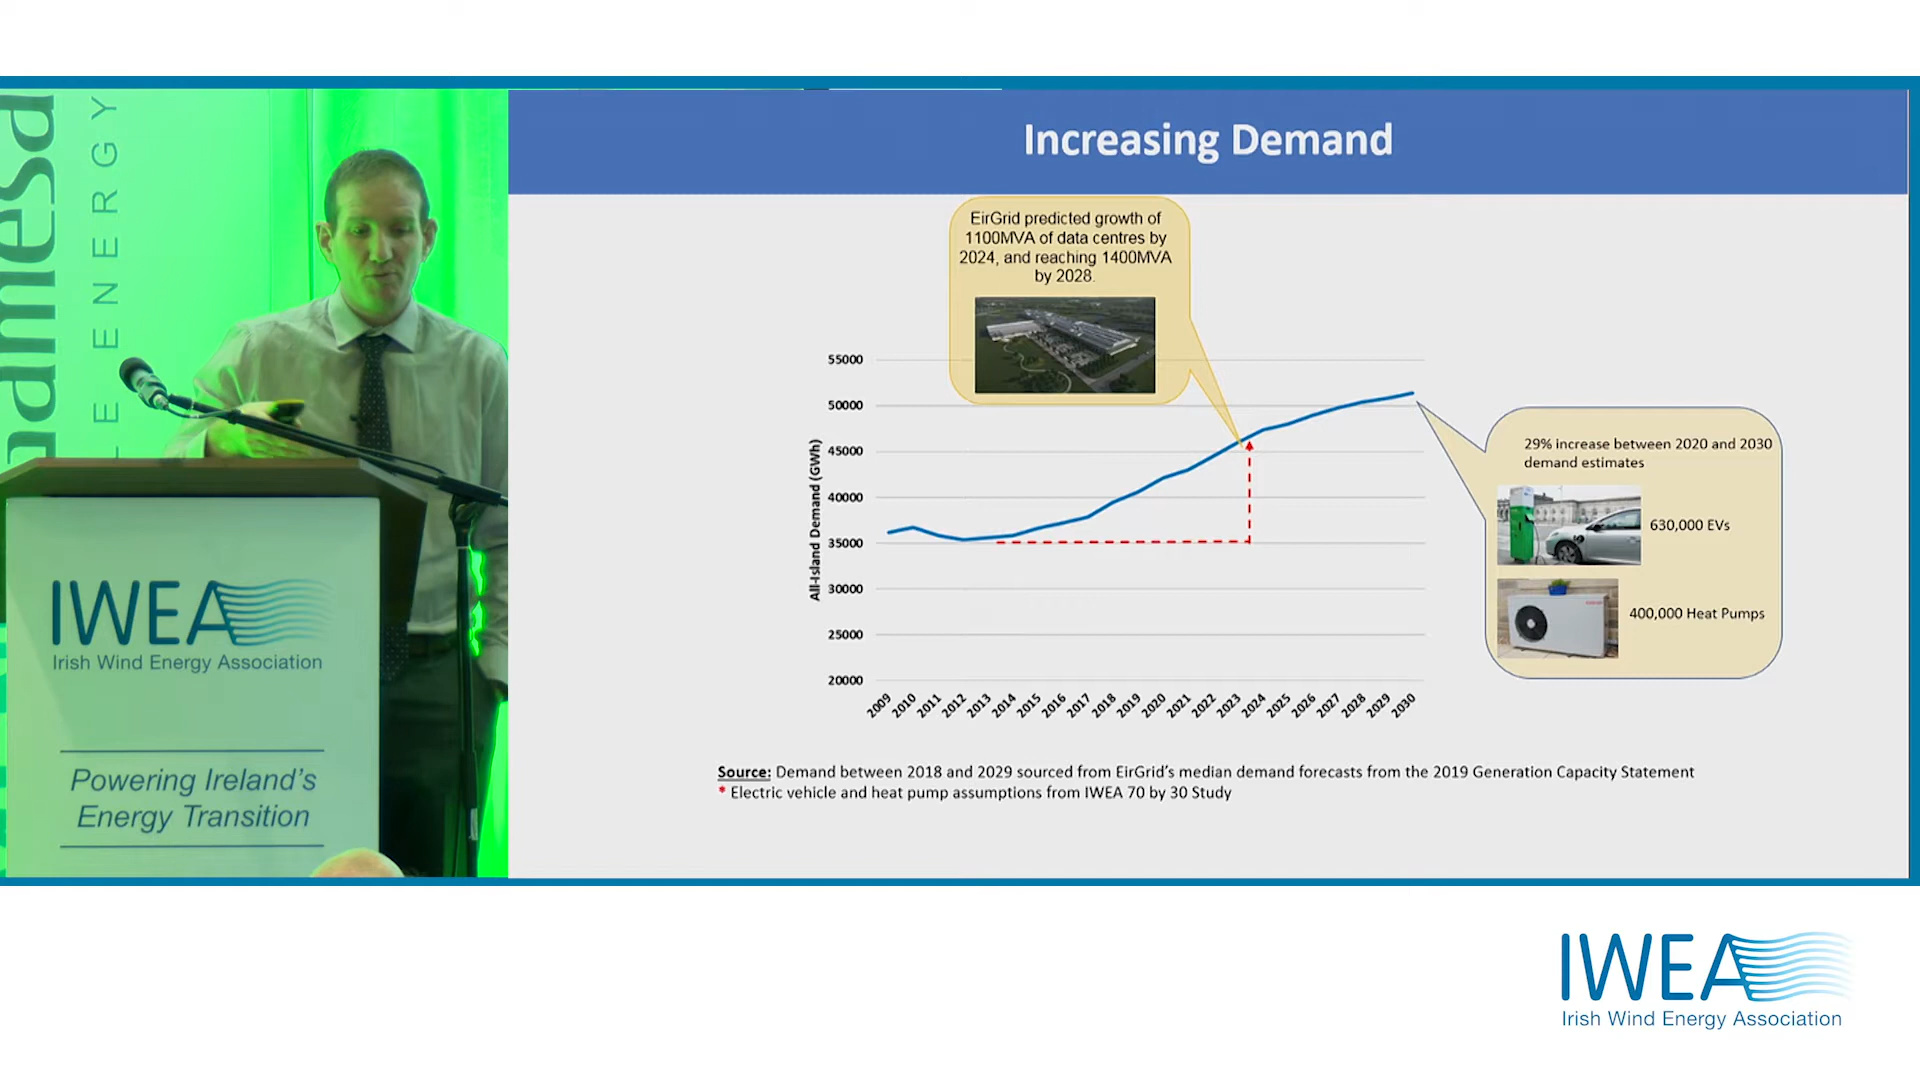 Increasing Demand
EirGrid predicted growth of
1100MVA of data centres by
2024, and reaching 1400MVA
by 2028.
All-Island Demand (GWh)
55000
50000
45000
40000
35000
30000
25000
20000
2009
2010
2011
2012
2013
2014
2015
2016
2017
2018
2019
2020
2021
2022
2023
2024
2025
2026
2027
2028
2029
2030
29% increase between 2020 and 2030
demand estimates
630,000 EVs
400,000 Heat Pumps
Source: Demand between 2018 and 2029 sourced from EirGrid's median demand forecasts from the 2019 Generation Capacity Statement
* Electric vehicle and heat pump assumptions from IWEA 70 by 30 Study
ENERGY
IWEA
Irish Wind Energy Association
Powering Ireland's
Energy Transition
IWEA
Irish Wind Energy Association